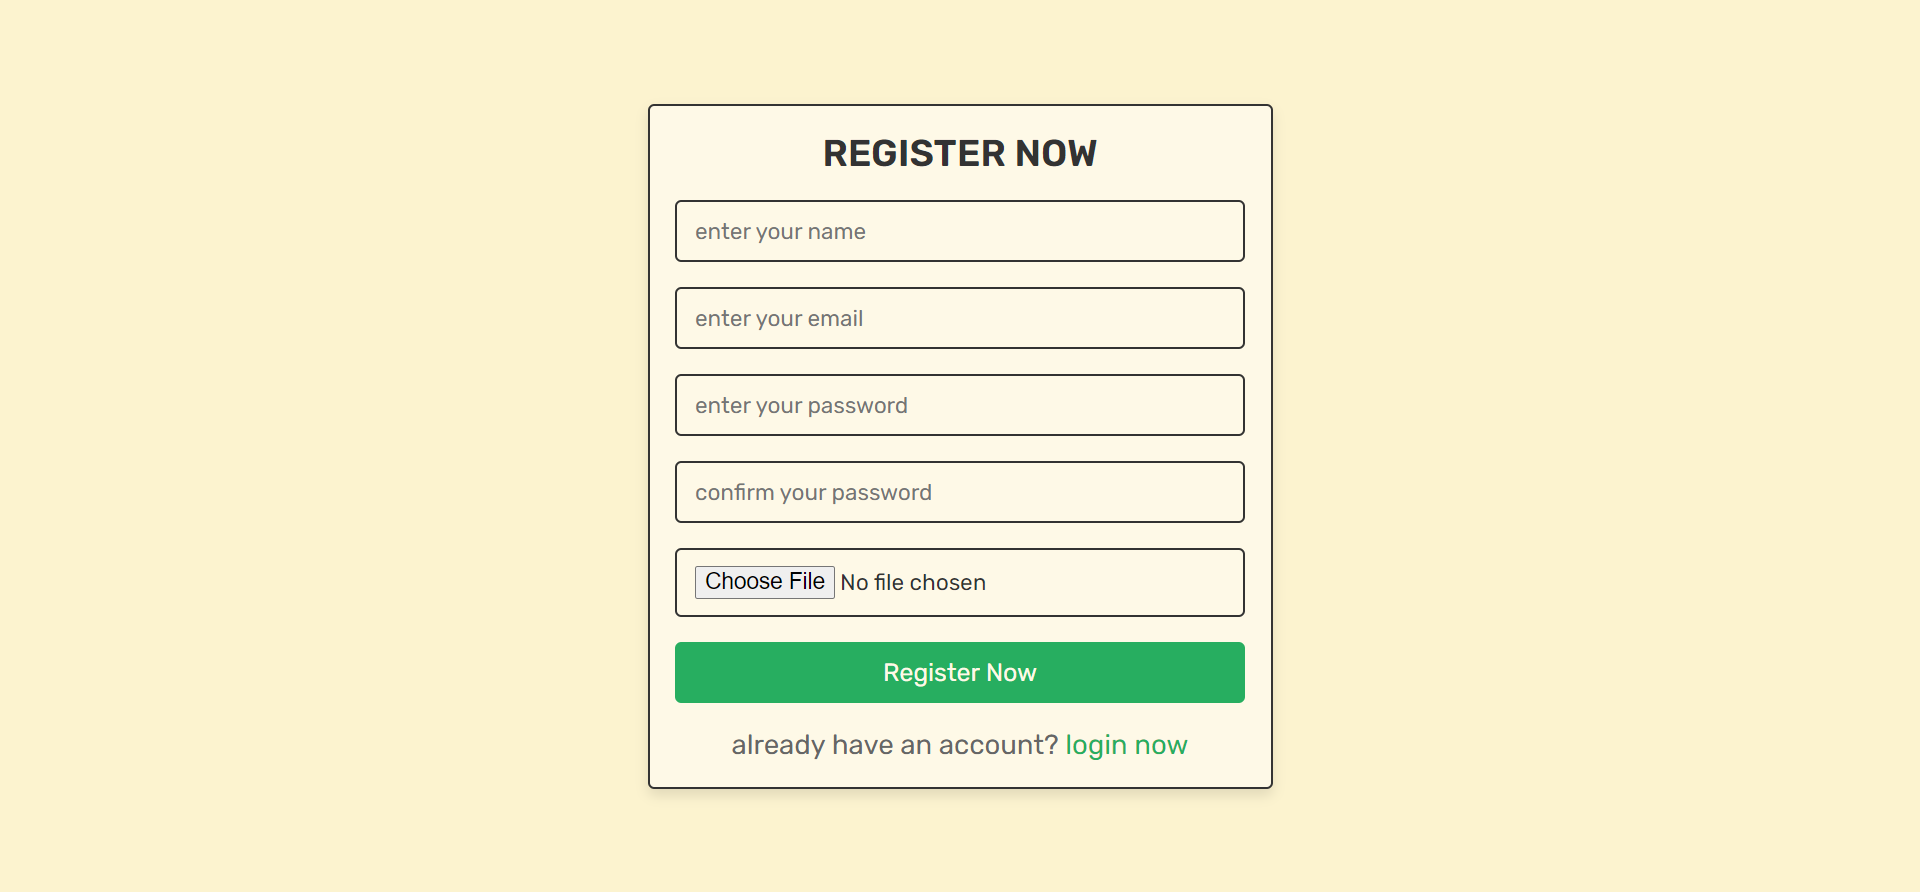 REGISTER NOW
enter your name
enter your email
enter your password
confirm your password
Choose File No file chosen
Register Now
already have an account? login now